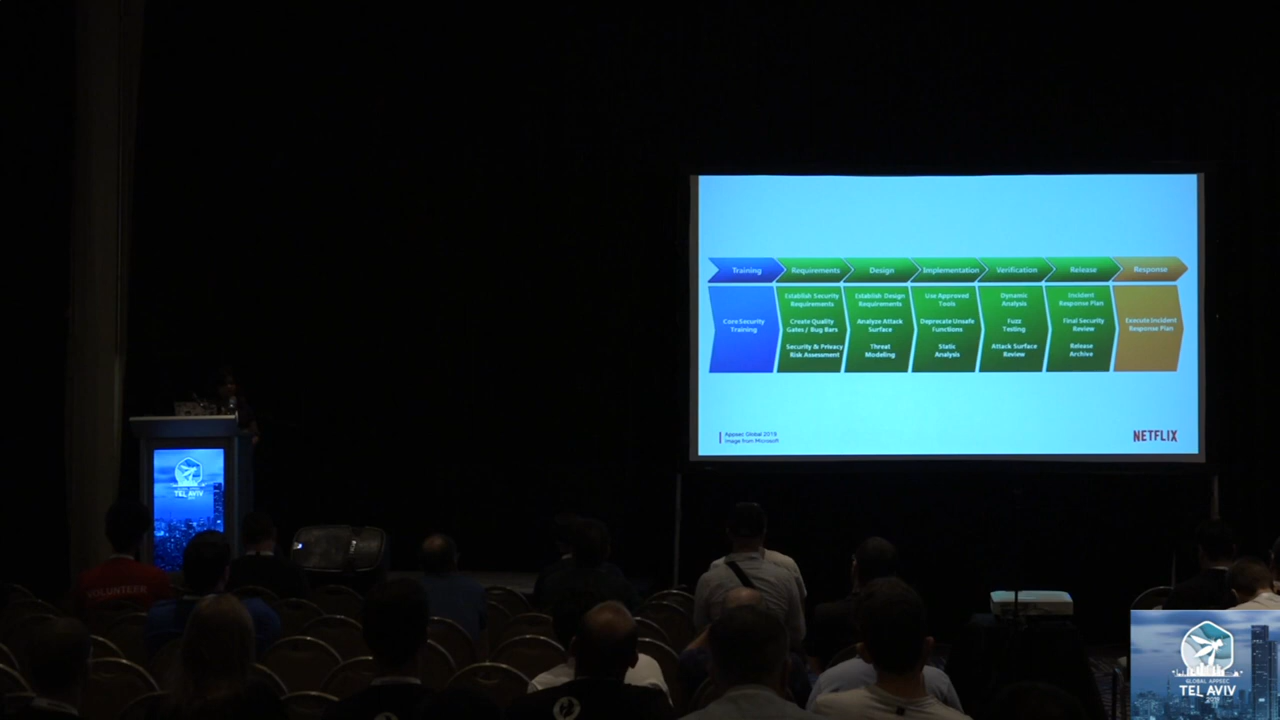 Training
Requirements
Design
Implementation
Verification
Release
Response
Core Security
Training
Establish Security
Requirements
Create Quality
Gates / Bug Bars
Security & Privacy
Risk Assessment
Establish Design
Requirements
Analyze Attack
Surface
Threat
Modeling
Use Approved
Tools
Deprecate Unsafe
Functions
Static
Analysis
Dynamic
Analysis
Fuzz
Testing
Attack Surface
Review
Incident
Response Plan
Final Security
Review
Release
Archive
Execute Incident
Response Plan
Appsec Global 2019
Image from Microsoft
NETFLIX
GLOBAL APPSEC
TEL AVIV
VOLUNTEER
GLOBAL APPSEC
TEL AVIV
2019